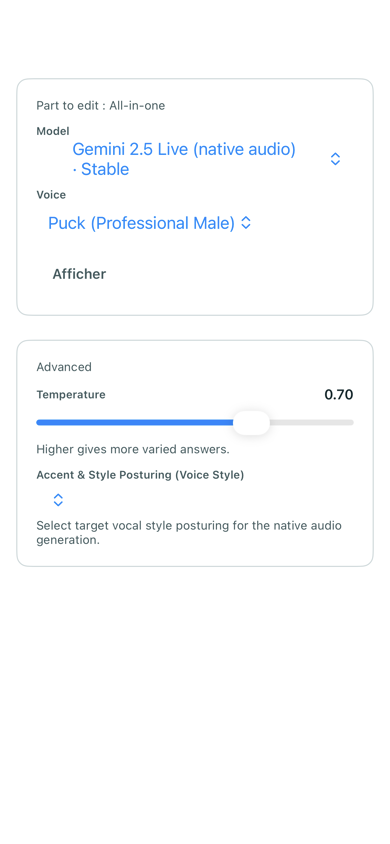 Part to edit : All-in-one
Model
Gemini 2.5 Live (native audio)
· Stable
Voice
Puck (Professional Male)
Afficher
Advanced
Temperature 0.70
Higher gives more varied answers.
Accent & Style Posturing (Voice Style)
Select target vocal style posturing for the native audio
generation.